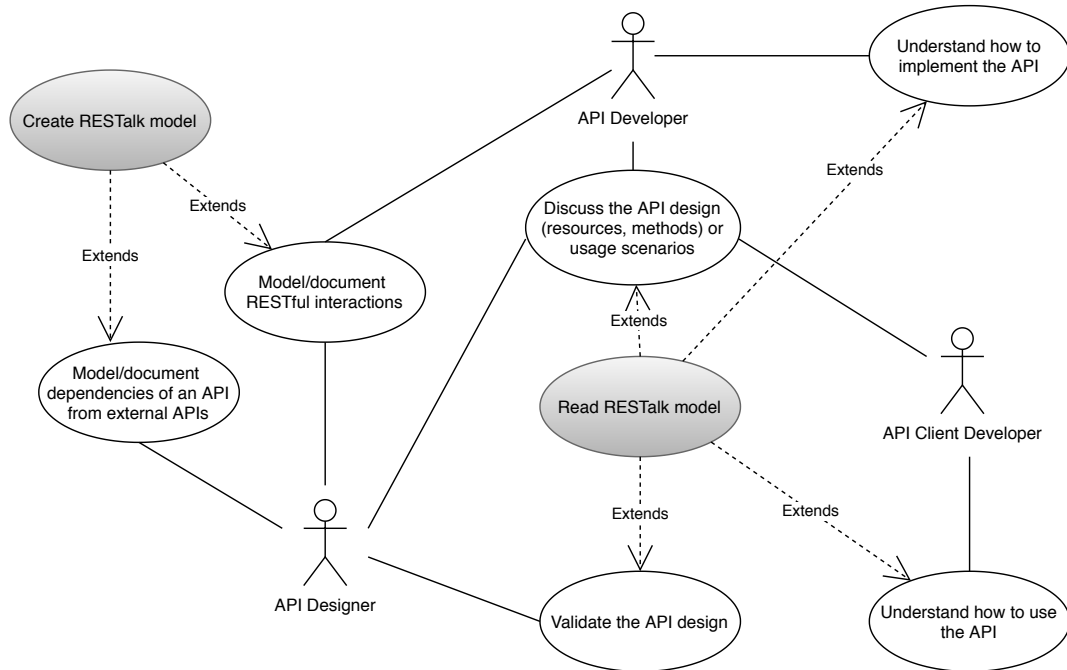 Understand how to
implement the API
Create RESTalk model
API Developer
Extends
Extends
Discuss the API design
(resources, methods) or
usage scenarios
Extends
Model/document
RESTful interactions
Extends
Model/document
dependencies of an API
from external APIs
Read RESTalk model
API Client Developer
Extends
Extends
API Designer
Validate the API design
Understand how to use
the API